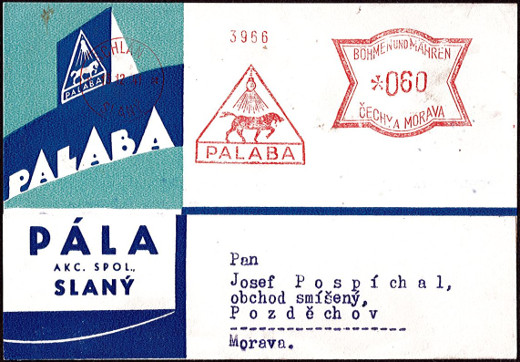 3966
BÖHMEN UND MÄHREN
*060
ČECHY A MORAVA
PALABA
PALABA
PALABA
PÁLA
AKC. SPOL.,
SLANÝ
Pan
Josef Pospíchal,
obchod smíšený,
Pozděchov
Morava.